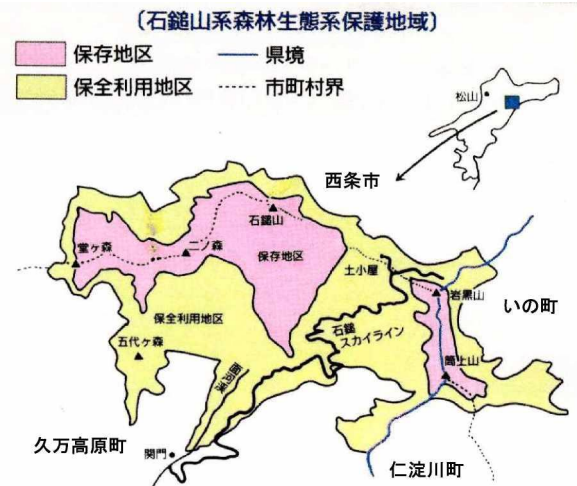 〔石鎚山系森林生態系保護地域〕
保存地区
県境
保全利用地区
市町村界
松山
西条市
石鎚山
堂ヶ森
二ノ森
保存地区
土小屋
岩黒山
いの町
保全利用地区
石鎚
スカイライン
五代ヶ森
面河渓
筒上山
久万高原町
関門
仁淀川町